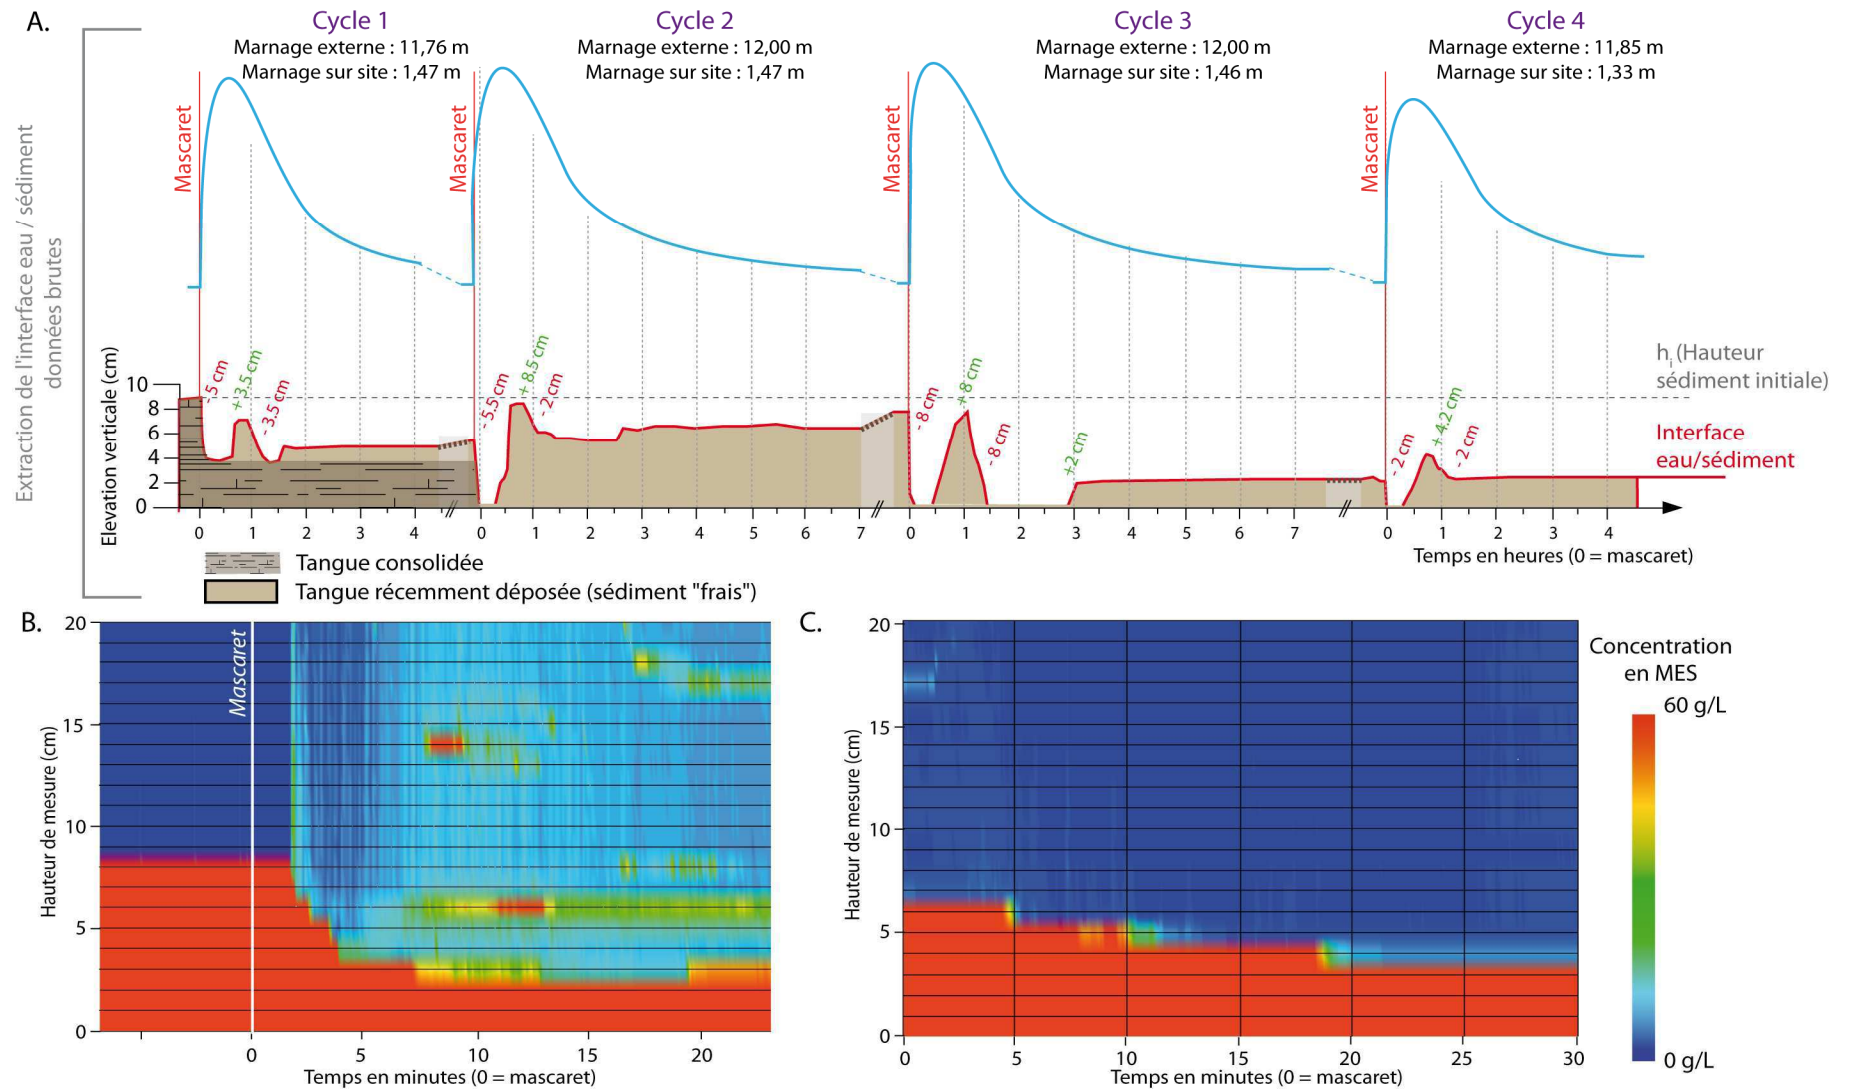 A.
Cycle 1
Marnage externe : 11,76 m
Marnage sur site : 1,47 m
Cycle 2
Marnage externe : 12,00 m
Marnage sur site : 1,47 m
Cycle 3
Marnage externe : 12,00 m
Marnage sur site : 1,46 m
Cycle 4
Marnage externe : 11,85 m
Marnage sur site : 1,33 m
Extraction de l'interface eau / sédiment
données brutes
Mascaret
Mascaret
Mascaret
Mascaret
Elevation verticale (cm)
10
8
6
4
2
0
- 5 cm
+ 3.5 cm
- 3.5 cm
- 5.5 cm
+ 8.5 cm
- 2 cm
- 8 cm
+ 8 cm
- 8 cm
+2 cm
- 2 cm
+ 4.2 cm
- 2 cm
hi (Hauteur
sédiment initiale)
Interface
eau/sédiment
0 1 2 3 4 // 0 1 2 3 4 5 6 7 // 0 1 2 3 4 5 6 7 // 0 1 2 3 4
Temps en heures (0 = mascaret)
Tangue consolidée
Tangue récemment déposée (sédiment "frais")
B.
Hauteur de mesure (cm)
20
15
10
5
0
Mascaret
0 5 10 15 20
Temps en minutes (0 = mascaret)
C.
Hauteur de mesure (cm)
20
15
10
5
0
0 5 10 15 20 25 30
Temps en minutes (0 = mascaret)
Concentration
en MES
60 g/L
0 g/L